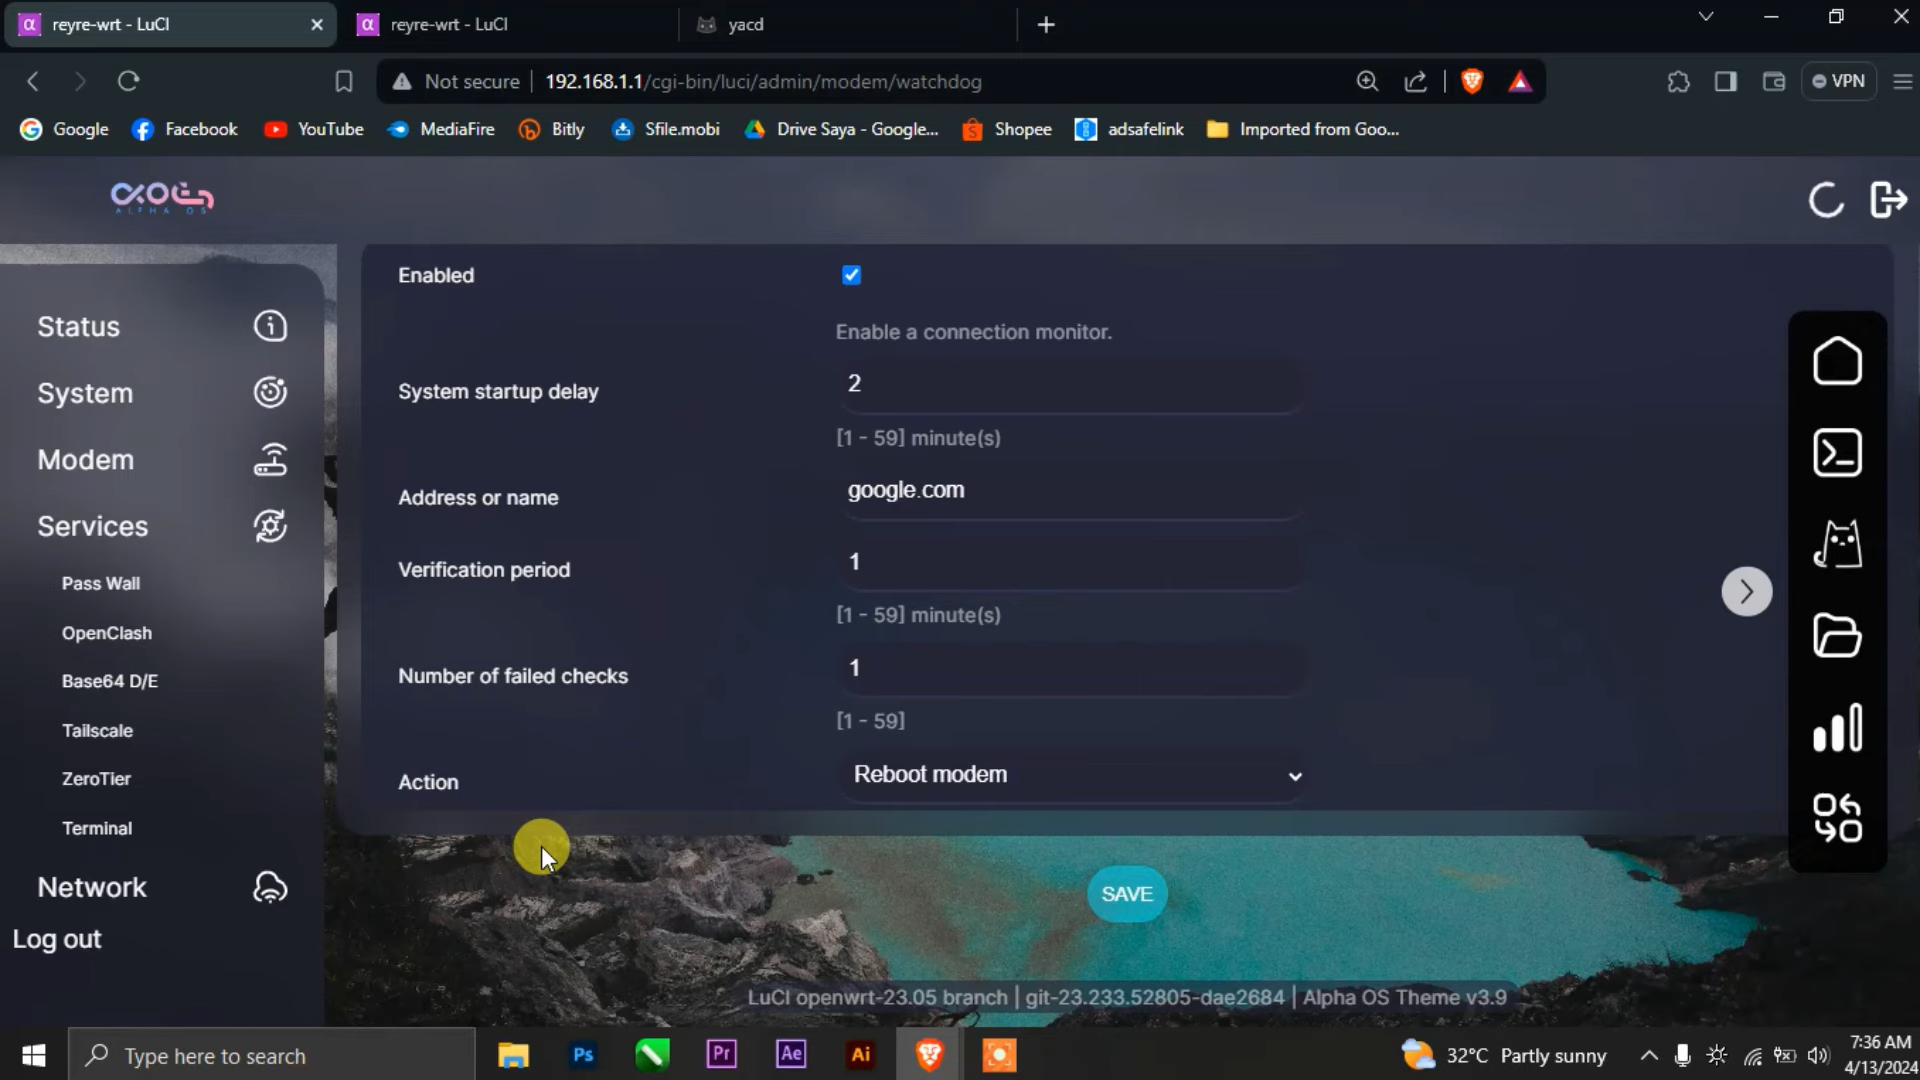 reyre-wrt - LuCI
reyre-wrt - LuCI
yacd
Not secure
192.168.1.1/cgi-bin/luci/admin/modem/watchdog
VPN
Google
Facebook
YouTube
MediaFire
Bitly
Sfile.mobi
Drive Saya - Google...
Shopee
adsafelink
Imported from Goo...
ALPHA OS
Status
System
Modem
Services
Pass Wall
OpenClash
Base64 D/E
Tailscale
ZeroTier
Terminal
Network
Log out
Enabled
Enable a connection monitor.
System startup delay
2
[1 - 59] minute(s)
Address or name
google.com
Verification period
1
[1 - 59] minute(s)
Number of failed checks
1
[1 - 59]
Action
Reboot modem
SAVE
LuCI openwrt-23.05 branch | git-23.233.52805-dae2684 | Alpha OS Theme v3.9
Type here to search
Ps
Pr
Ae
Ai
32°C Partly sunny
7:36 AM
4/13/2024